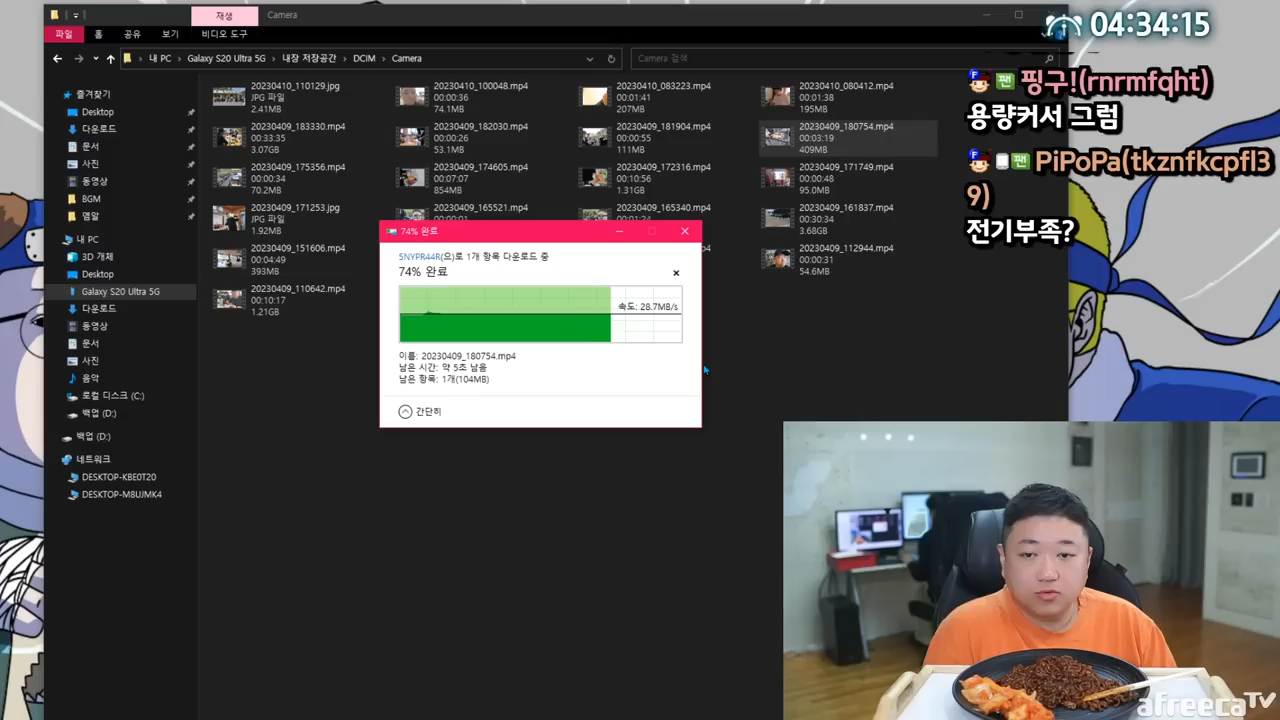 재생
Camera
파일
홈
공유
보기
비디오 도구
내 PC > Galaxy S20 Ultra 5G > 내장 저장공간 > DCIM > Camera
Camera 검색
즐겨찾기
Desktop
다운로드
문서
사진
동영상
BGM
앰알
내 PC
3D 개체
Desktop
Galaxy S20 Ultra 5G
다운로드
동영상
문서
사진
음악
로컬 디스크 (C:)
백업 (D:)
백업 (D:)
네트워크
DESKTOP-KBE0T20
DESKTOP-M8UJMK4
20230410_110129.jpg
JPG 파일
2.41MB
20230410_100048.mp4
00:00:36
74.1MB
20230410_083223.mp4
00:01:41
207MB
20230410_080412.mp4
00:01:38
195MB
20230409_183330.mp4
00:33:35
3.07GB
20230409_182030.mp4
00:00:26
53.1MB
20230409_181904.mp4
00:00:55
111MB
20230409_180754.mp4
00:03:19
409MB
20230409_175356.mp4
00:00:34
70.2MB
20230409_174605.mp4
00:07:07
854MB
20230409_172316.mp4
00:10:56
1.31GB
20230409_171749.mp4
00:00:48
95.0MB
20230409_171253.jpg
JPG 파일
1.92MB
20230409_165521.mp4
00:00:01
20230409_165340.mp4
00:01:24
20230409_161837.mp4
00:30:34
3.68GB
20230409_151606.mp4
00:04:49
393MB
20230409_112944.mp4
00:00:31
54.6MB
20230409_110642.mp4
00:10:17
1.21GB
74% 완료
5NYPR44R(으)로 1개 항목 다운로드 중
74% 완료
속도: 28.7MB/s
이름: 20230409_180754.mp4
남은 시간: 약 5초 남음
남은 항목: 1개(104MB)
간단히
04:34:15
팬 핑구!(rnrmfqht)
용량커서 그럼
팬 PiPoPa(tkznfkcpfl3
9)
전기부족?
afreecaTV